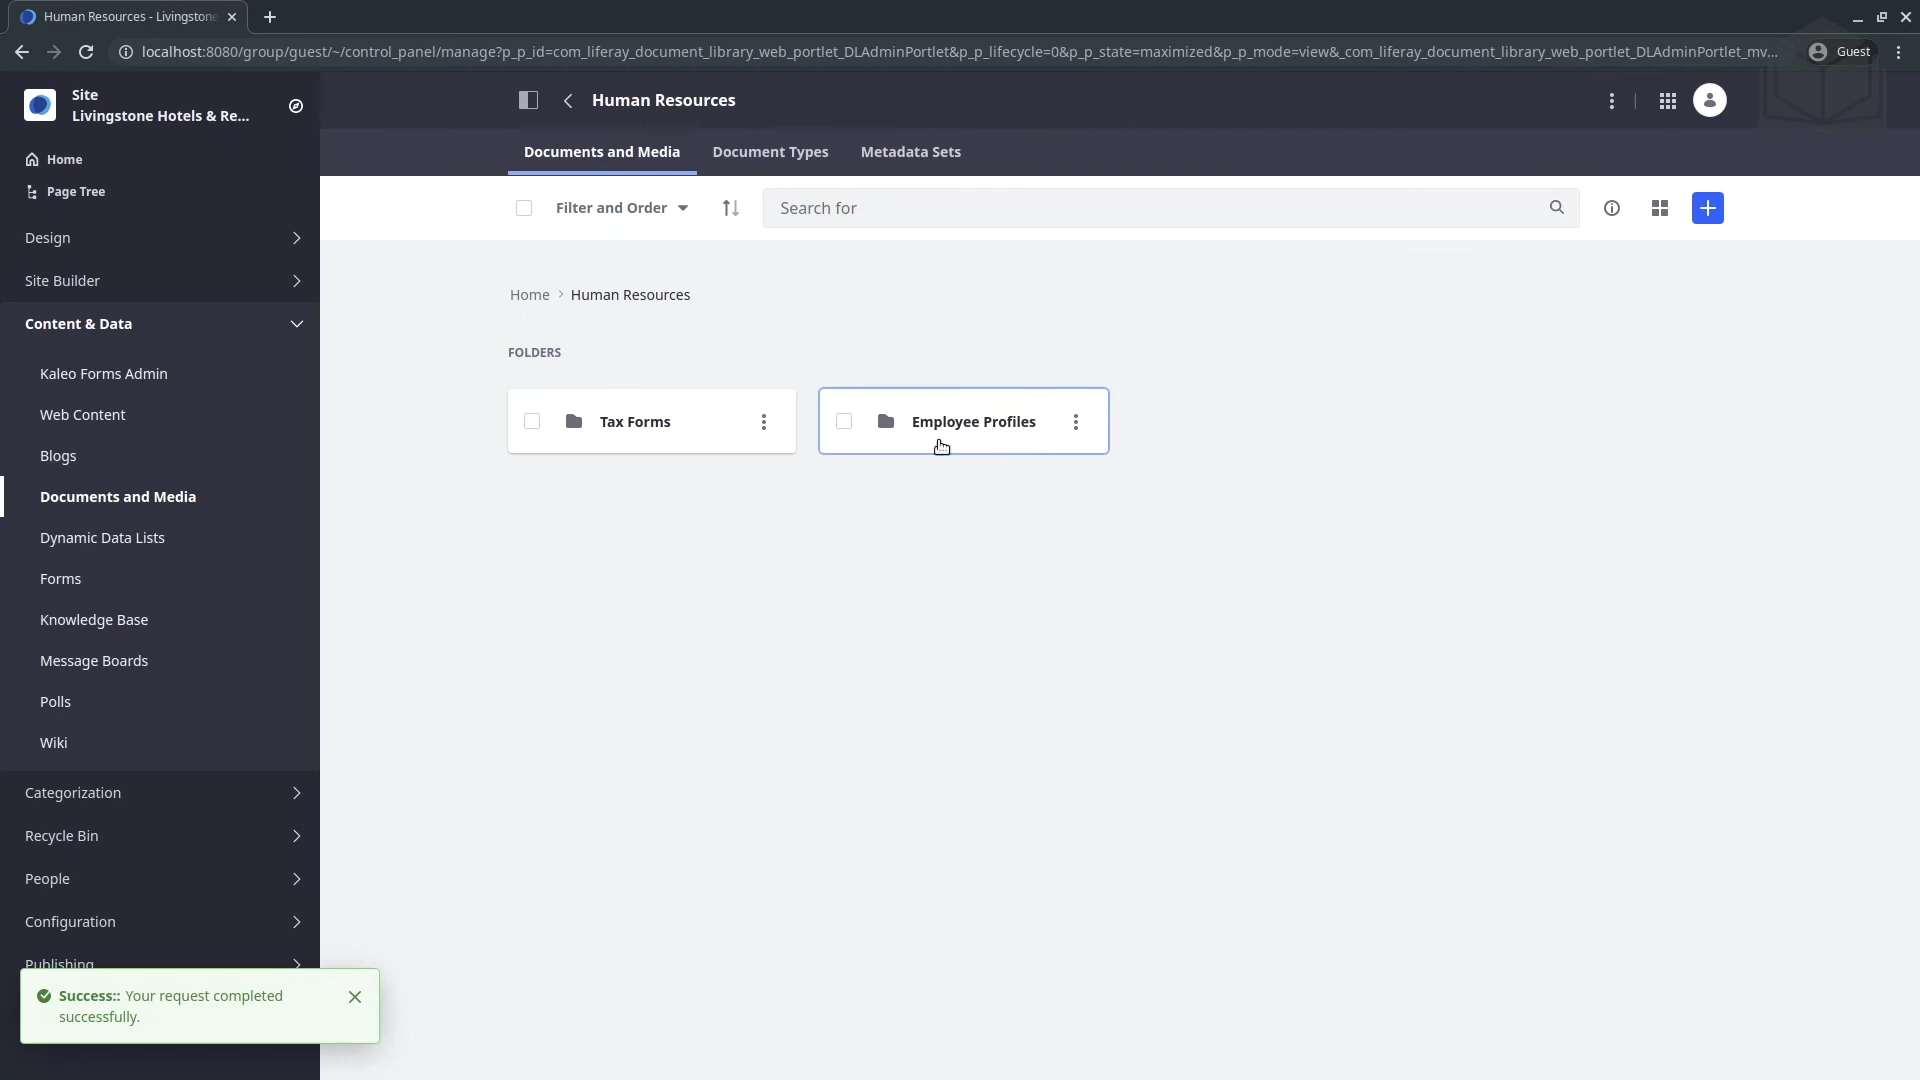 Human Resources - Livingstone
localhost:8080/group/guest/~/control_panel/manage?p_p_id=com_liferay_document_library_web_portlet_DLAdminPortlet&p_p_lifecycle=0&p_p_state=maximized&p_p_mode=view&_com_liferay_document_library_web_portlet_DLAdminPortlet_mv...
Guest
Site
Livingstone Hotels & Re...
Human Resources
Home
Page Tree
Documents and Media
Document Types
Metadata Sets
Filter and Order
Search for
Design
Site Builder
Content & Data
Kaleo Forms Admin
Web Content
Blogs
Documents and Media
Dynamic Data Lists
Forms
Knowledge Base
Message Boards
Polls
Wiki
Categorization
Recycle Bin
People
Configuration
Publishing
Home > Human Resources
FOLDERS
Tax Forms
Employee Profiles
Success:: Your request completed
successfully.